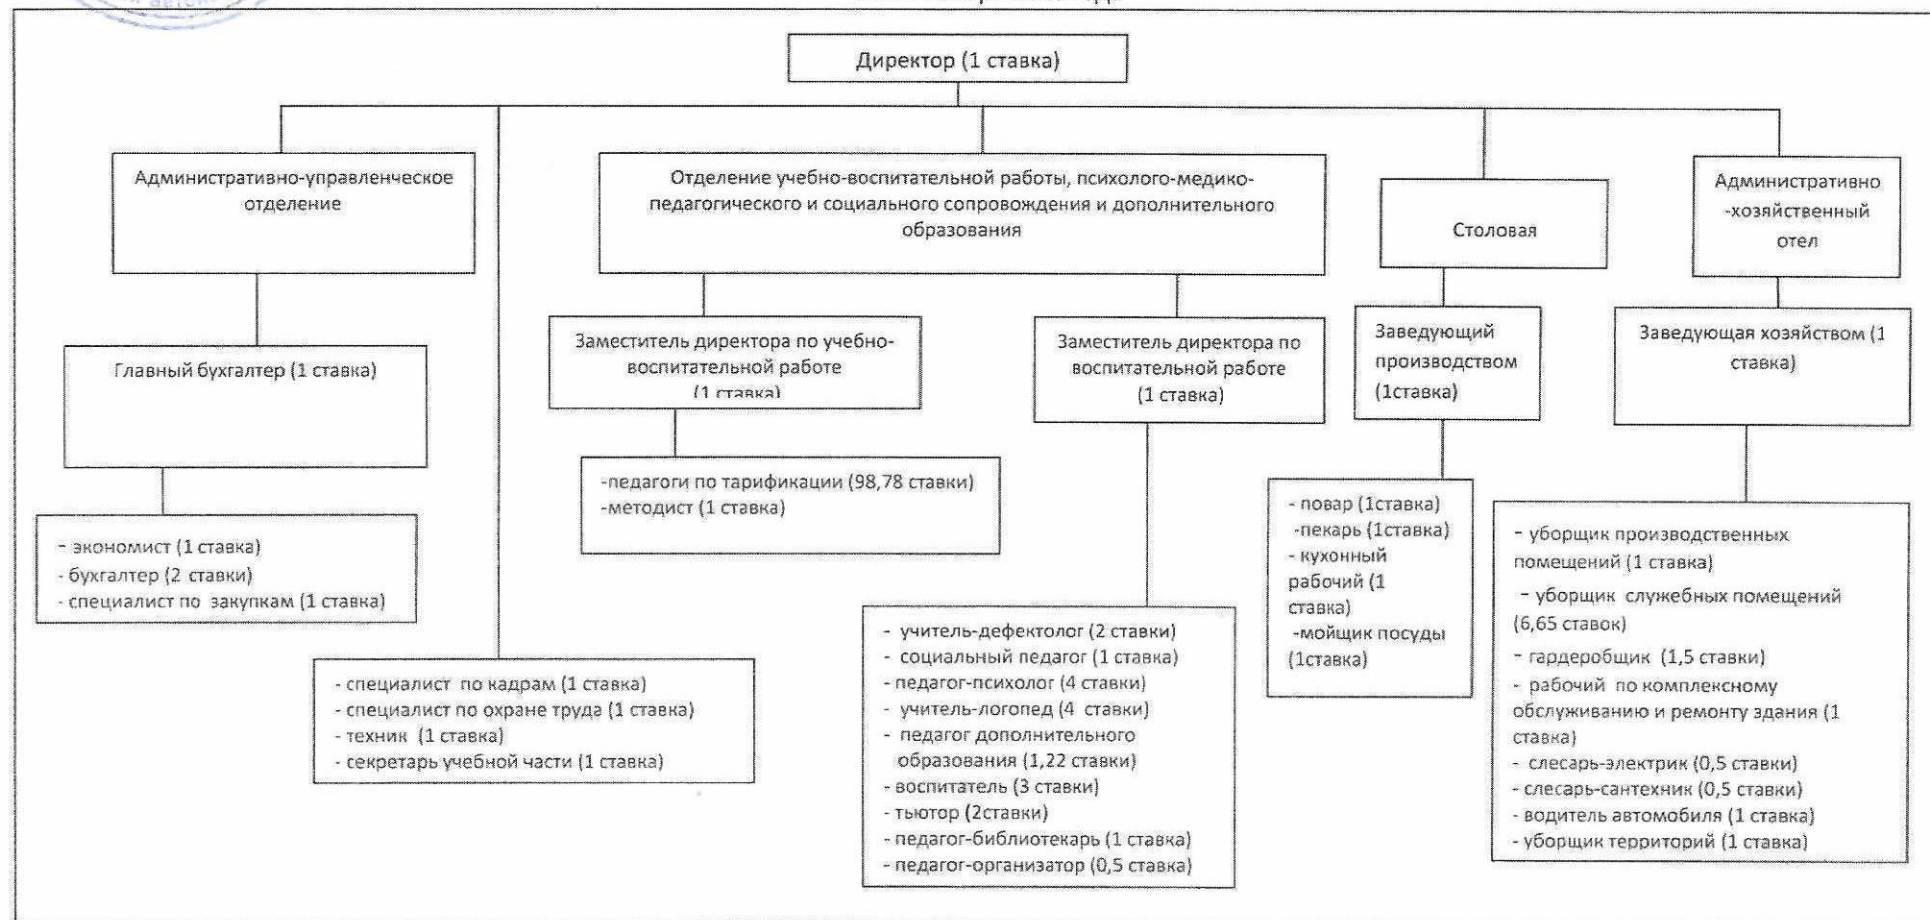 Директор (1 ставка)
Административно-управленческое
отделение
Отделение учебно-воспитательной работы, психолого-медико-
педагогического и социального сопровождения и дополнительного
образования
Столовая
Административно
-хозяйственный
отел
Главный бухгалтер (1 ставка)
Заместитель директора по учебно-
воспитательной работе
(1 ставка)
Заместитель директора по
воспитательной работе
(1 ставка)
Заведующий
производством
(1ставка)
Заведующая хозяйством (1
ставка)
- экономист (1 ставка)
- бухгалтер (2 ставки)
- специалист по закупкам (1 ставка)
- специалист по кадрам (1 ставка)
- специалист по охране труда (1 ставка)
- техник (1 ставка)
- секретарь учебной части (1 ставка)
-педагоги по тарификации (98,78 ставки)
-методист (1 ставка)
- учитель-дефектолог (2 ставки)
- социальный педагог (1 ставка)
- педагог-психолог (4 ставки)
- учитель-логопед (4 ставки)
- педагог дополнительного
образования (1,22 ставки)
- воспитатель (3 ставки)
- тьютор (2ставки)
- педагог-библиотекарь (1 ставка)
- педагог-организатор (0,5 ставка)
- повар (1ставка)
-пекарь (1ставка)
- кухонный
рабочий (1
ставка)
-мойщик посуды
(1ставка)
- уборщик производственных
помещений (1 ставка)
- уборщик служебных помещений
(6,65 ставок)
- гардеробщик (1,5 ставки)
- рабочий по комплексному
обслуживанию и ремонту здания (1
ставка)
- слесарь-электрик (0,5 ставки)
- слесарь-сантехник (0,5 ставки)
- водитель автомобиля (1 ставка)
- уборщик территорий (1 ставка)